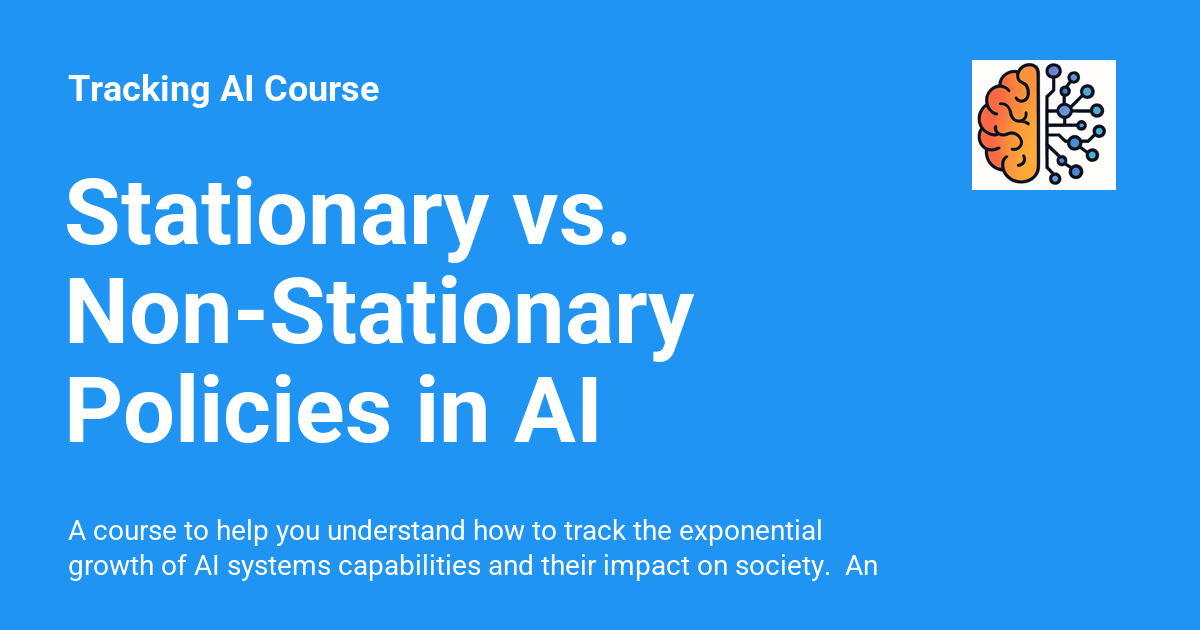 Tracking AI Course
Stationary vs.
Non-Stationary
Policies in AI
A course to help you understand how to track the exponential
growth of AI systems capabilities and their impact on society.  An